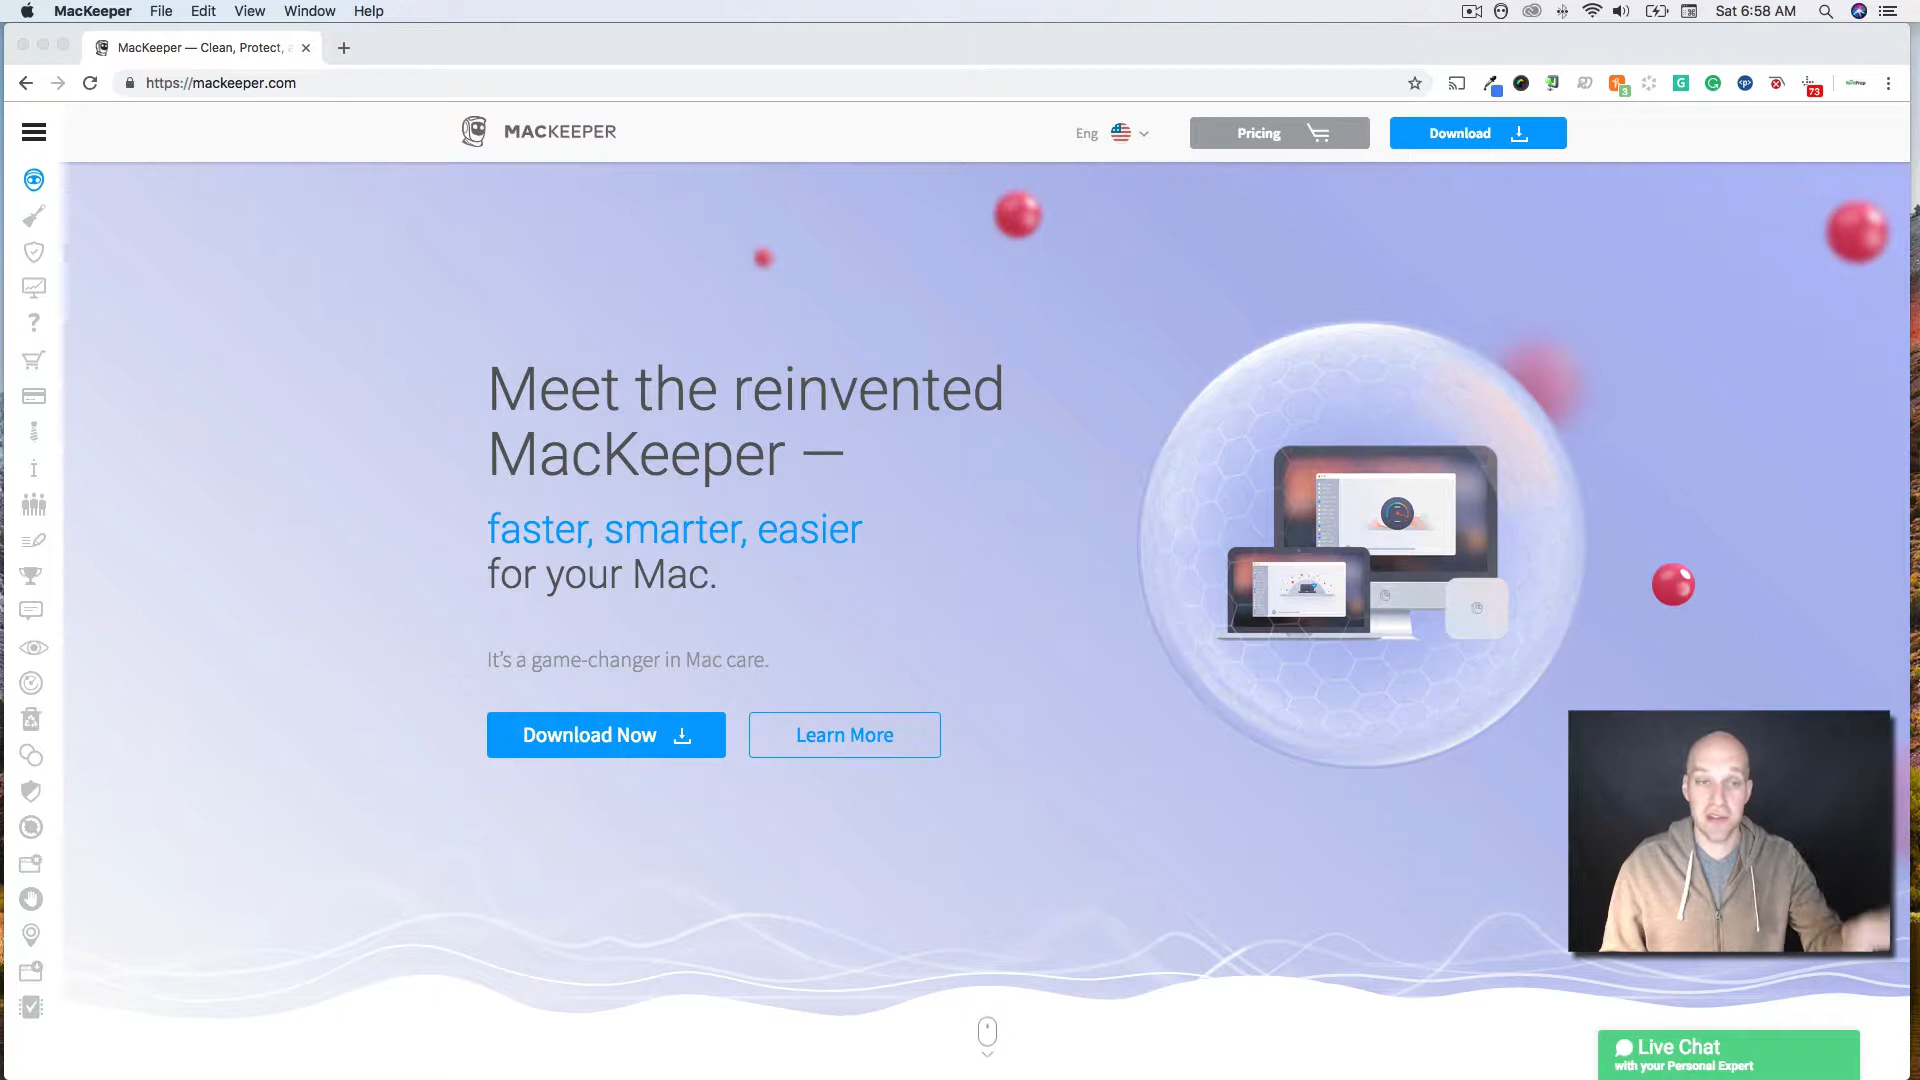 MacKeeper File Edit View Window Help
Sat 6:58 AM
MacKeeper — Clean, Protect,
https://mackeeper.com
3
G
73
MACKEEPER
Eng
Pricing
Download
Meet the reinvented
MacKeeper —
faster, smarter, easier
for your Mac.
It's a game-changer in Mac care.
Download Now
Learn More
Live Chat
with your Personal Expert